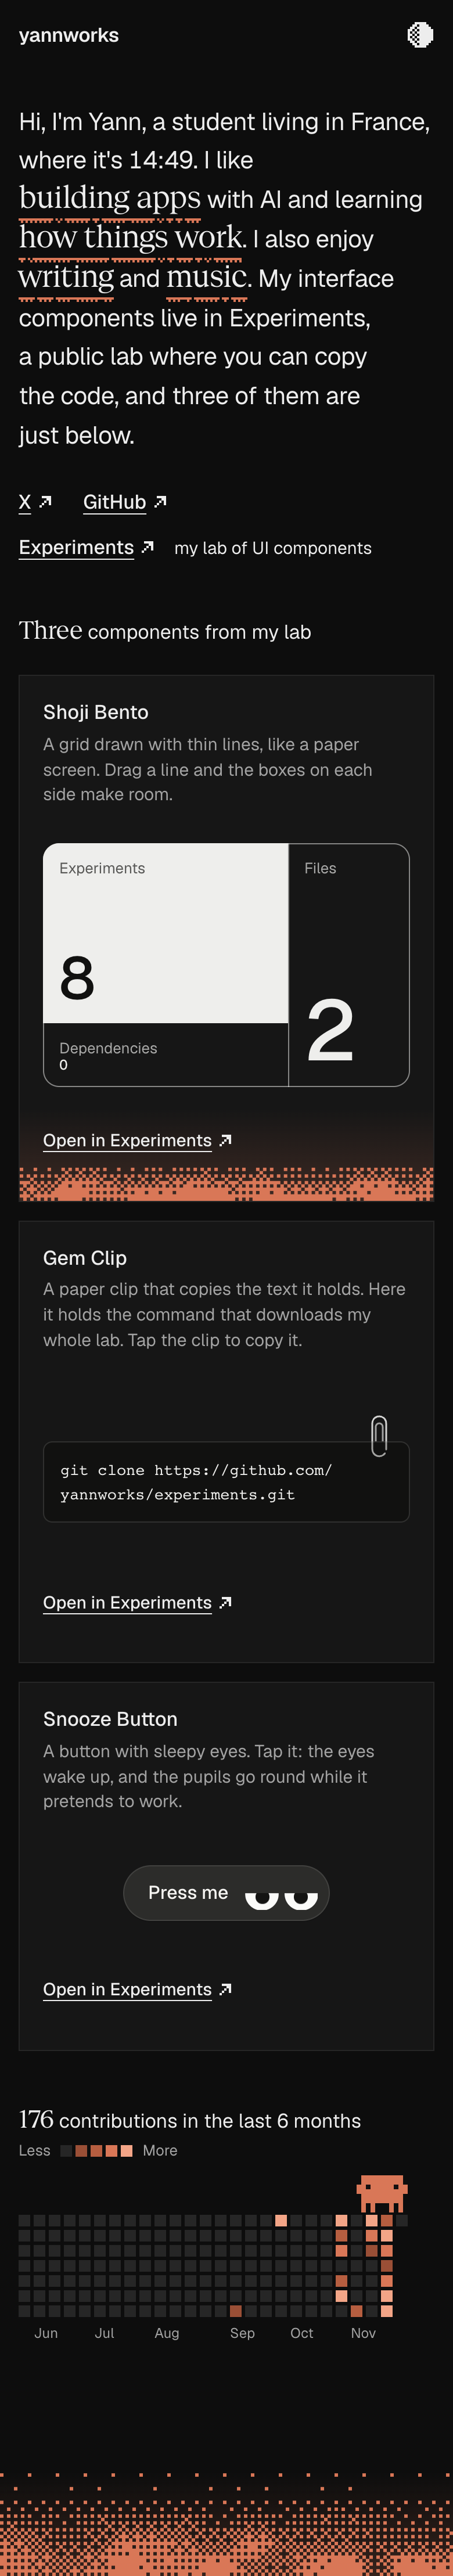 yannworks
Hi, I'm Yann, a student living in France,
where it's 14:49. I like
building apps with AI and learning
how things work. I also enjoy
writing and music. My interface
components live in Experiments,
a public lab where you can copy
the code, and three of them are
just below.
X GitHub
Experiments my lab of UI components
Three components from my lab
Shoji Bento
A grid drawn with thin lines, like a paper
screen. Drag a line and the boxes on each
side make room.
Experiments Files
8
2
Dependencies
0
Open in Experiments
Gem Clip
A paper clip that copies the text it holds. Here
it holds the command that downloads my
whole lab. Tap the clip to copy it.
git clone https://github.com/
yannworks/experiments.git
Open in Experiments
Snooze Button
A button with sleepy eyes. Tap it: the eyes
wake up, and the pupils go round while it
pretends to work.
Press me
Open in Experiments
176 contributions in the last 6 months
Less More
Jun Jul Aug Sep Oct Nov